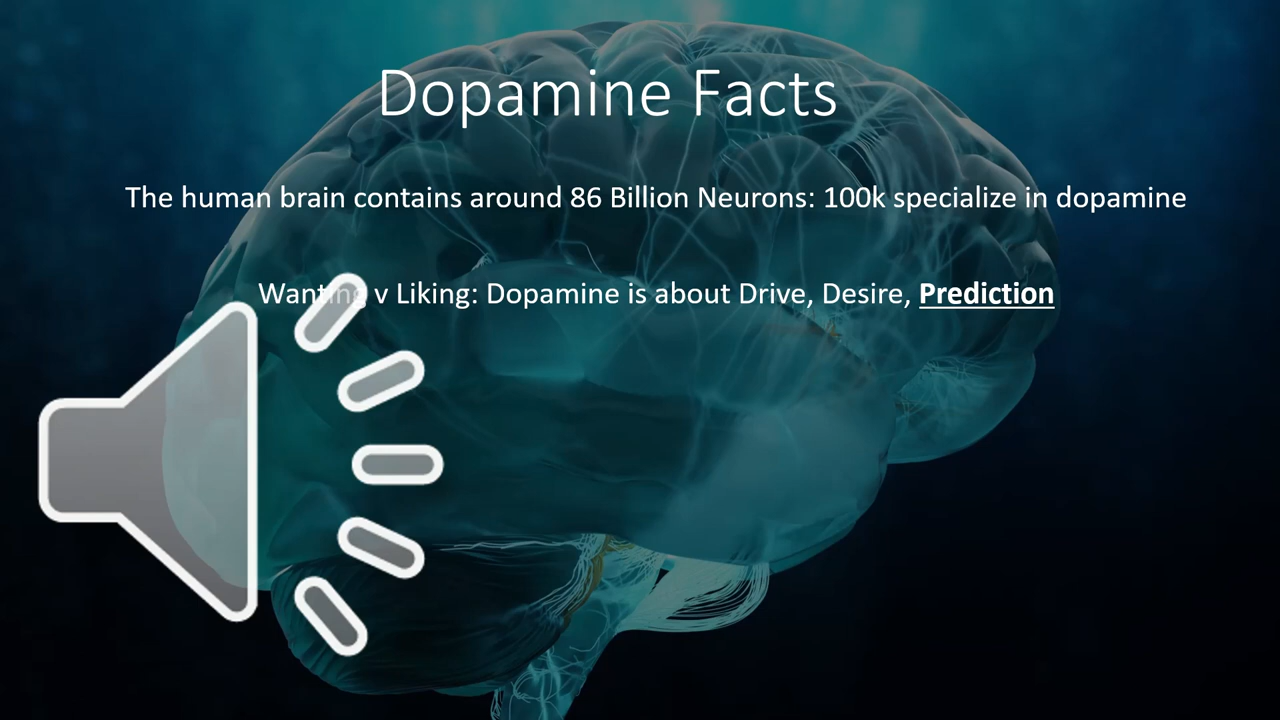 Dopamine Facts
The human brain contains around 86 Billion Neurons: 100k specialize in dopamine
Wanting v Liking: Dopamine is about Drive, Desire, Prediction